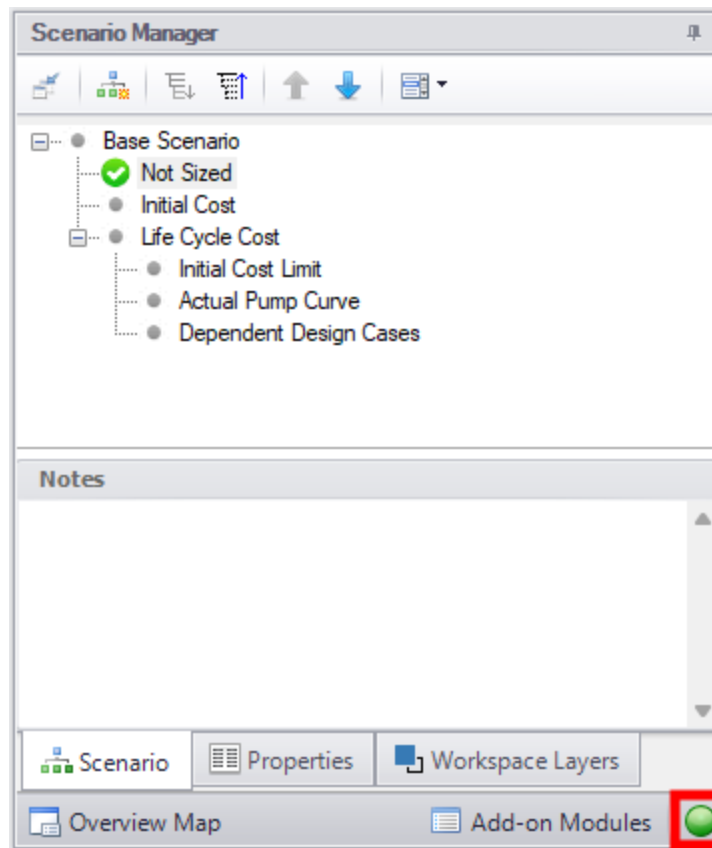 Scenario Manager
Base Scenario
Not Sized
Initial Cost
Life Cycle Cost
Initial Cost Limit
Actual Pump Curve
Dependent Design Cases
Notes
Scenario Properties Workspace Layers
Overview Map Add-on Modules